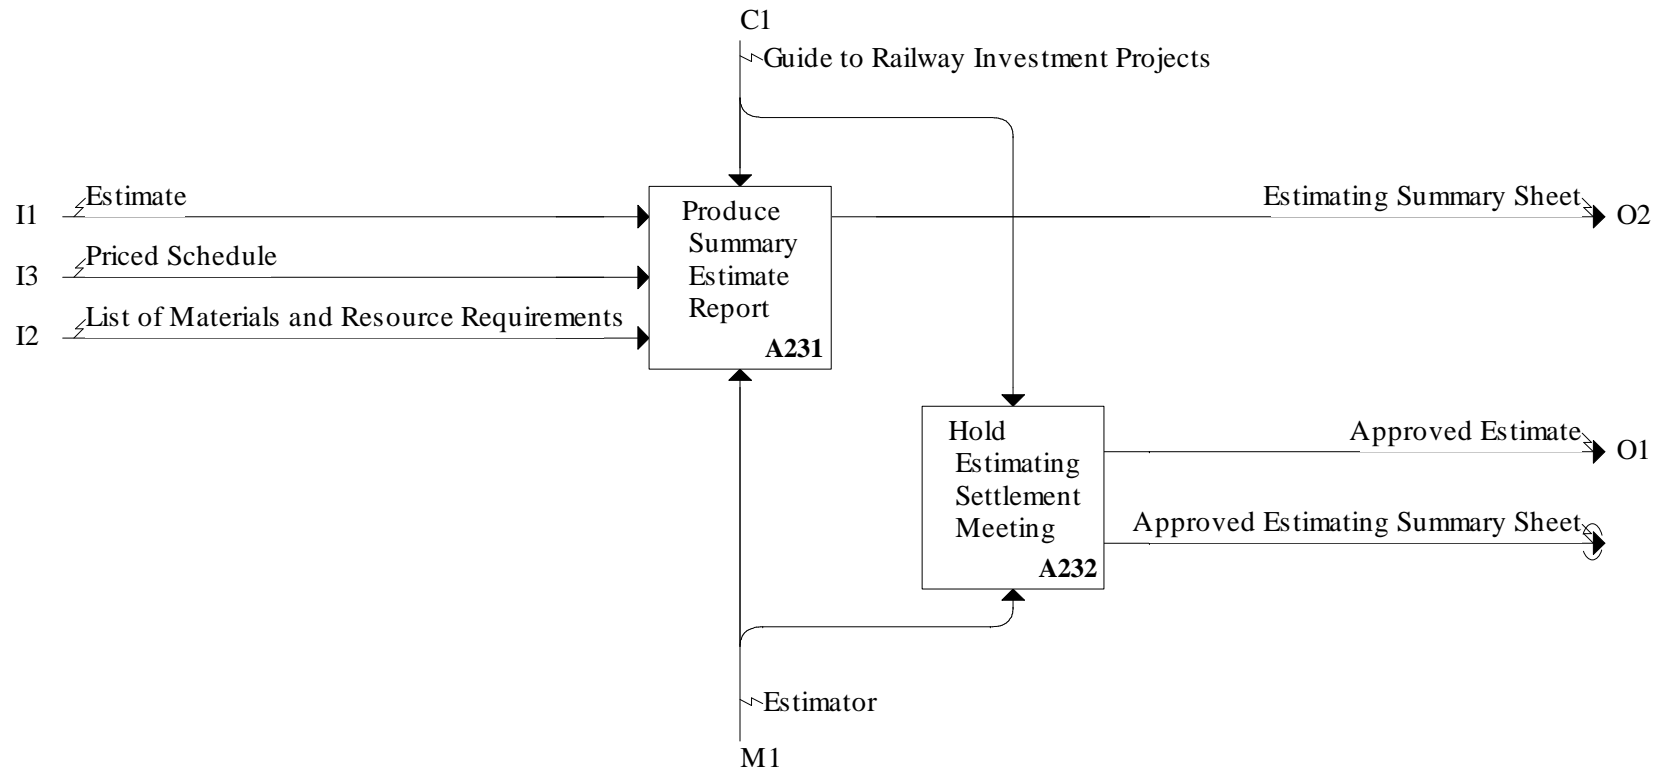 C1
Guide to Railway Investment Projects
Estimate
I1
Priced Schedule
I3
List of Materials and Resource Requirements
I2
Produce
Summary
Estimate
Report
A231
Estimating Summary Sheet
O2
Hold
Estimating
Settlement
Meeting
A232
Approved Estimate
O1
Approved Estimating Summary Sheet
Estimator
M1